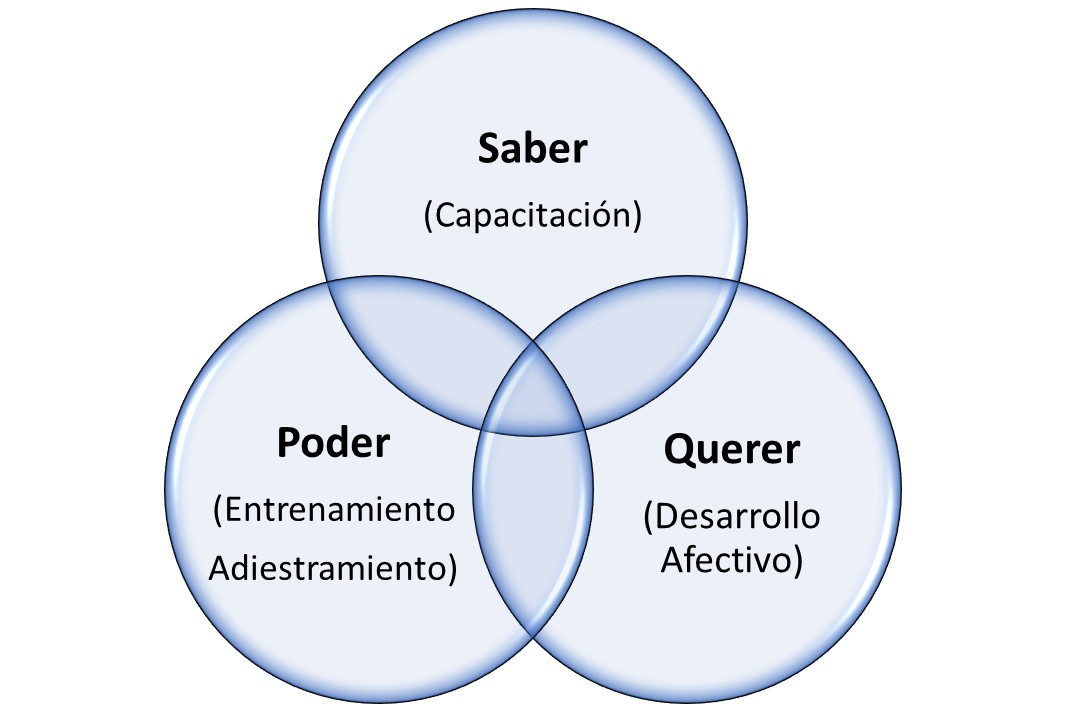 Saber
(Capacitación)
Poder
(Entrenamiento
Adiestramiento)
Querer
(Desarrollo
Afectivo)